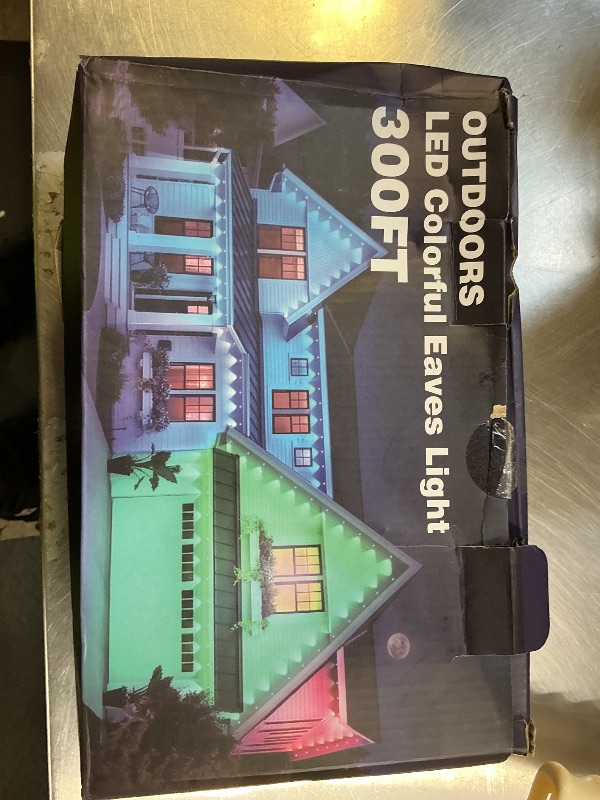 OUTDOORS
LED Colorful Eaves Light
300FT